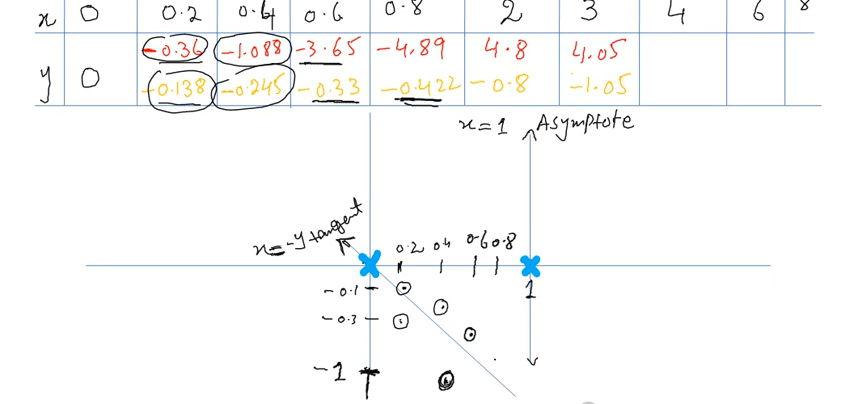 x 0 0.2 0.4 0.6 0.8 2 3 4 6 8
-0.36 -1.088 -3.65 -4.89 4.8 4.05
y 0
-0.138 -0.245 -0.33 -0.422 -0.8 -1.05
x=1 Asymptote
x=-y tangent
0.2 0.4 0.6 0.8
-0.1
1
-0.3
-1